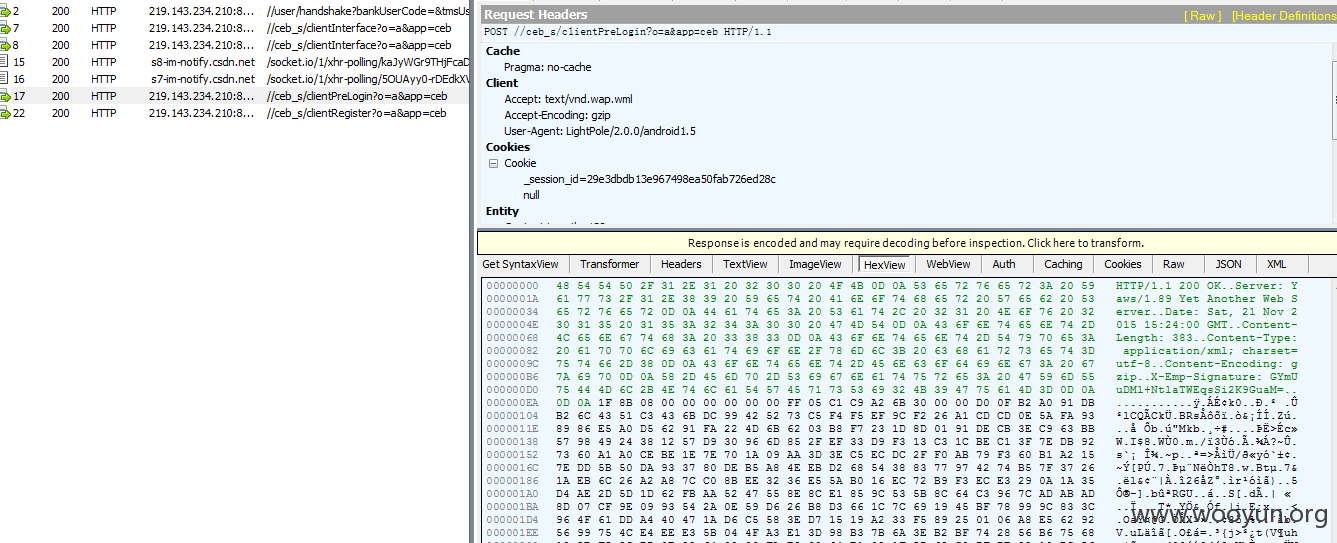 2 200 HTTP 219.143.234.210:8... //user/handshake?bankUserCode=&tmsUs
7 200 HTTP 219.143.234.210:8... //ceb_s/clientInterface?o=a&app=ceb
8 200 HTTP 219.143.234.210:8... //ceb_s/clientInterface?o=a&app=ceb
15 200 HTTP s8-im-notify.csdn.net /socket.io/1/xhr-polling/kaJyWGr9THjFcaD
16 200 HTTP s7-im-notify.csdn.net /socket.io/1/xhr-polling/5OUAyy0-rDEdkXV
17 200 HTTP 219.143.234.210:8... //ceb_s/clientPreLogin?o=a&app=ceb
22 200 HTTP 219.143.234.210:8... //ceb_s/clientRegister?o=a&app=ceb
Request Headers [ Raw ] [Header Definitions
POST //ceb_s/clientPreLogin?o=a&app=ceb HTTP/1.1
Cache
Pragma: no-cache
Client
Accept: text/vnd.wap.wml
Accept-Encoding: gzip
User-Agent: LightPole/2.0.0/android1.5
Cookies
Cookie
_session_id=29e3dbdb13e967498ea50fab726ed28c
null
Entity
Response is encoded and may require decoding before inspection. Click here to transform.
Get SyntaxView Transformer Headers TextView ImageView HexView WebView Auth Caching Cookies Raw JSON XML
00000000 48 54 54 50 2F 31 2E 31 20 32 30 30 20 4F 4B 0D 0A 53 65 72 76 65 72 3A 20 59 HTTP/1.1 200 OK..Server: Y
0000001A 61 77 73 2F 31 2E 38 39 20 59 65 74 20 41 6E 6F 74 68 65 72 20 57 65 62 20 53 aws/1.89 Yet Another Web S
00000034 65 72 76 65 72 0D 0A 44 61 74 65 3A 20 53 61 74 2C 20 32 31 20 4E 6F 76 20 32 erver..Date: Sat, 21 Nov 2
0000004E 30 31 35 20 31 35 3A 32 34 3A 30 30 20 47 4D 54 0D 0A 43 6F 6E 74 65 6E 74 2D 015 15:24:00 GMT..Content-
00000068 4C 65 6E 67 74 68 3A 20 33 38 33 0D 0A 43 6F 6E 74 65 6E 74 2D 54 79 70 65 3A Length: 383..Content-Type:
00000082 20 61 70 70 6C 69 63 61 74 69 6F 6E 2F 78 6D 6C 3B 20 63 68 61 72 73 65 74 3D application/xml; charset=
0000009C 75 74 66 2D 38 0D 0A 43 6F 6E 74 65 6E 74 2D 45 6E 63 6F 64 69 6E 67 3A 20 67 utf-8..Content-Encoding: g
000000B6 7A 69 70 0D 0A 58 2D 45 6D 70 2D 53 69 67 6E 61 74 75 72 65 3A 20 47 59 6D 55 zip..X-Emp-Signature: GYmU
000000D0 75 44 4D 6C 2B 4E 74 6C 61 54 57 45 71 73 53 69 32 4B 39 47 75 61 4D 3D 0D 0A uDMl+NtlaTWEqsSi2K9GuaM=..
000000EA 0D 0A 1F 8B 08 00 00 00 00 00 FF 05 C1 C9 A2 6B 30 00 00 D0 0F B2 A0 91 DB
00000104 B2 6C 43 51 C3 43 6B DC 99 42 52 73 C5 F4 F5 EF 9C F2 26 A1 CD CD 0E 5A FA 93
0000011E 89 86 E5 A0 D5 62 91 FA 22 4D 6B 62 03 B8 F7 23 1D 8D 01 91 DE CB 3E C9 63 BB
00000138 57 98 49 24 38 12 57 D9 30 96 6D 85 2F EF 33 D9 F3 13 C3 1C BE C1 3F 7E DB 92
00000152 73 60 A1 A0 CE BE 1E 7E 70 1A 09 AA 3D 3E C5 EC DC 2F F0 AB 79 F3 60 B1 A2 15
0000016C 7E DD 5B 50 DA 93 37 80 DE B5 A8 4E EB D2 68 54 38 83 77 97 42 74 B5 7F 37 26
00000186 1A EB 6C 26 A2 A8 7C C0 8B EE 32 36 E5 5A B0 16 EC 72 B9 F3 EC E3 29 0A 1A 35
000001A0 D4 AE 2D 5D 1D 62 FB AA 52 47 55 8E 8C E1 85 9C 53 5B 8C 64 C3 96 7C AD AB AD
000001BA 8D 07 CF 9E 09 93 54 2A 0E 59 D6 26 B8 D3 66 1C 7C 69 19 45 BF 78 99 9C 83 3C
000001D4 96 4F 61 DD A4 40 47 1A D6 C5 58 3E D7 15 19 A2 33 F5 89 25 01 06 A8 E5 62 92
000001EE 56 99 75 4C E4 EE E3 5B 04 4F A3 E1 3D 98 B3 7B 6A 3E B2 BF 74 28 56 B6 75 68
www.wooyun.org